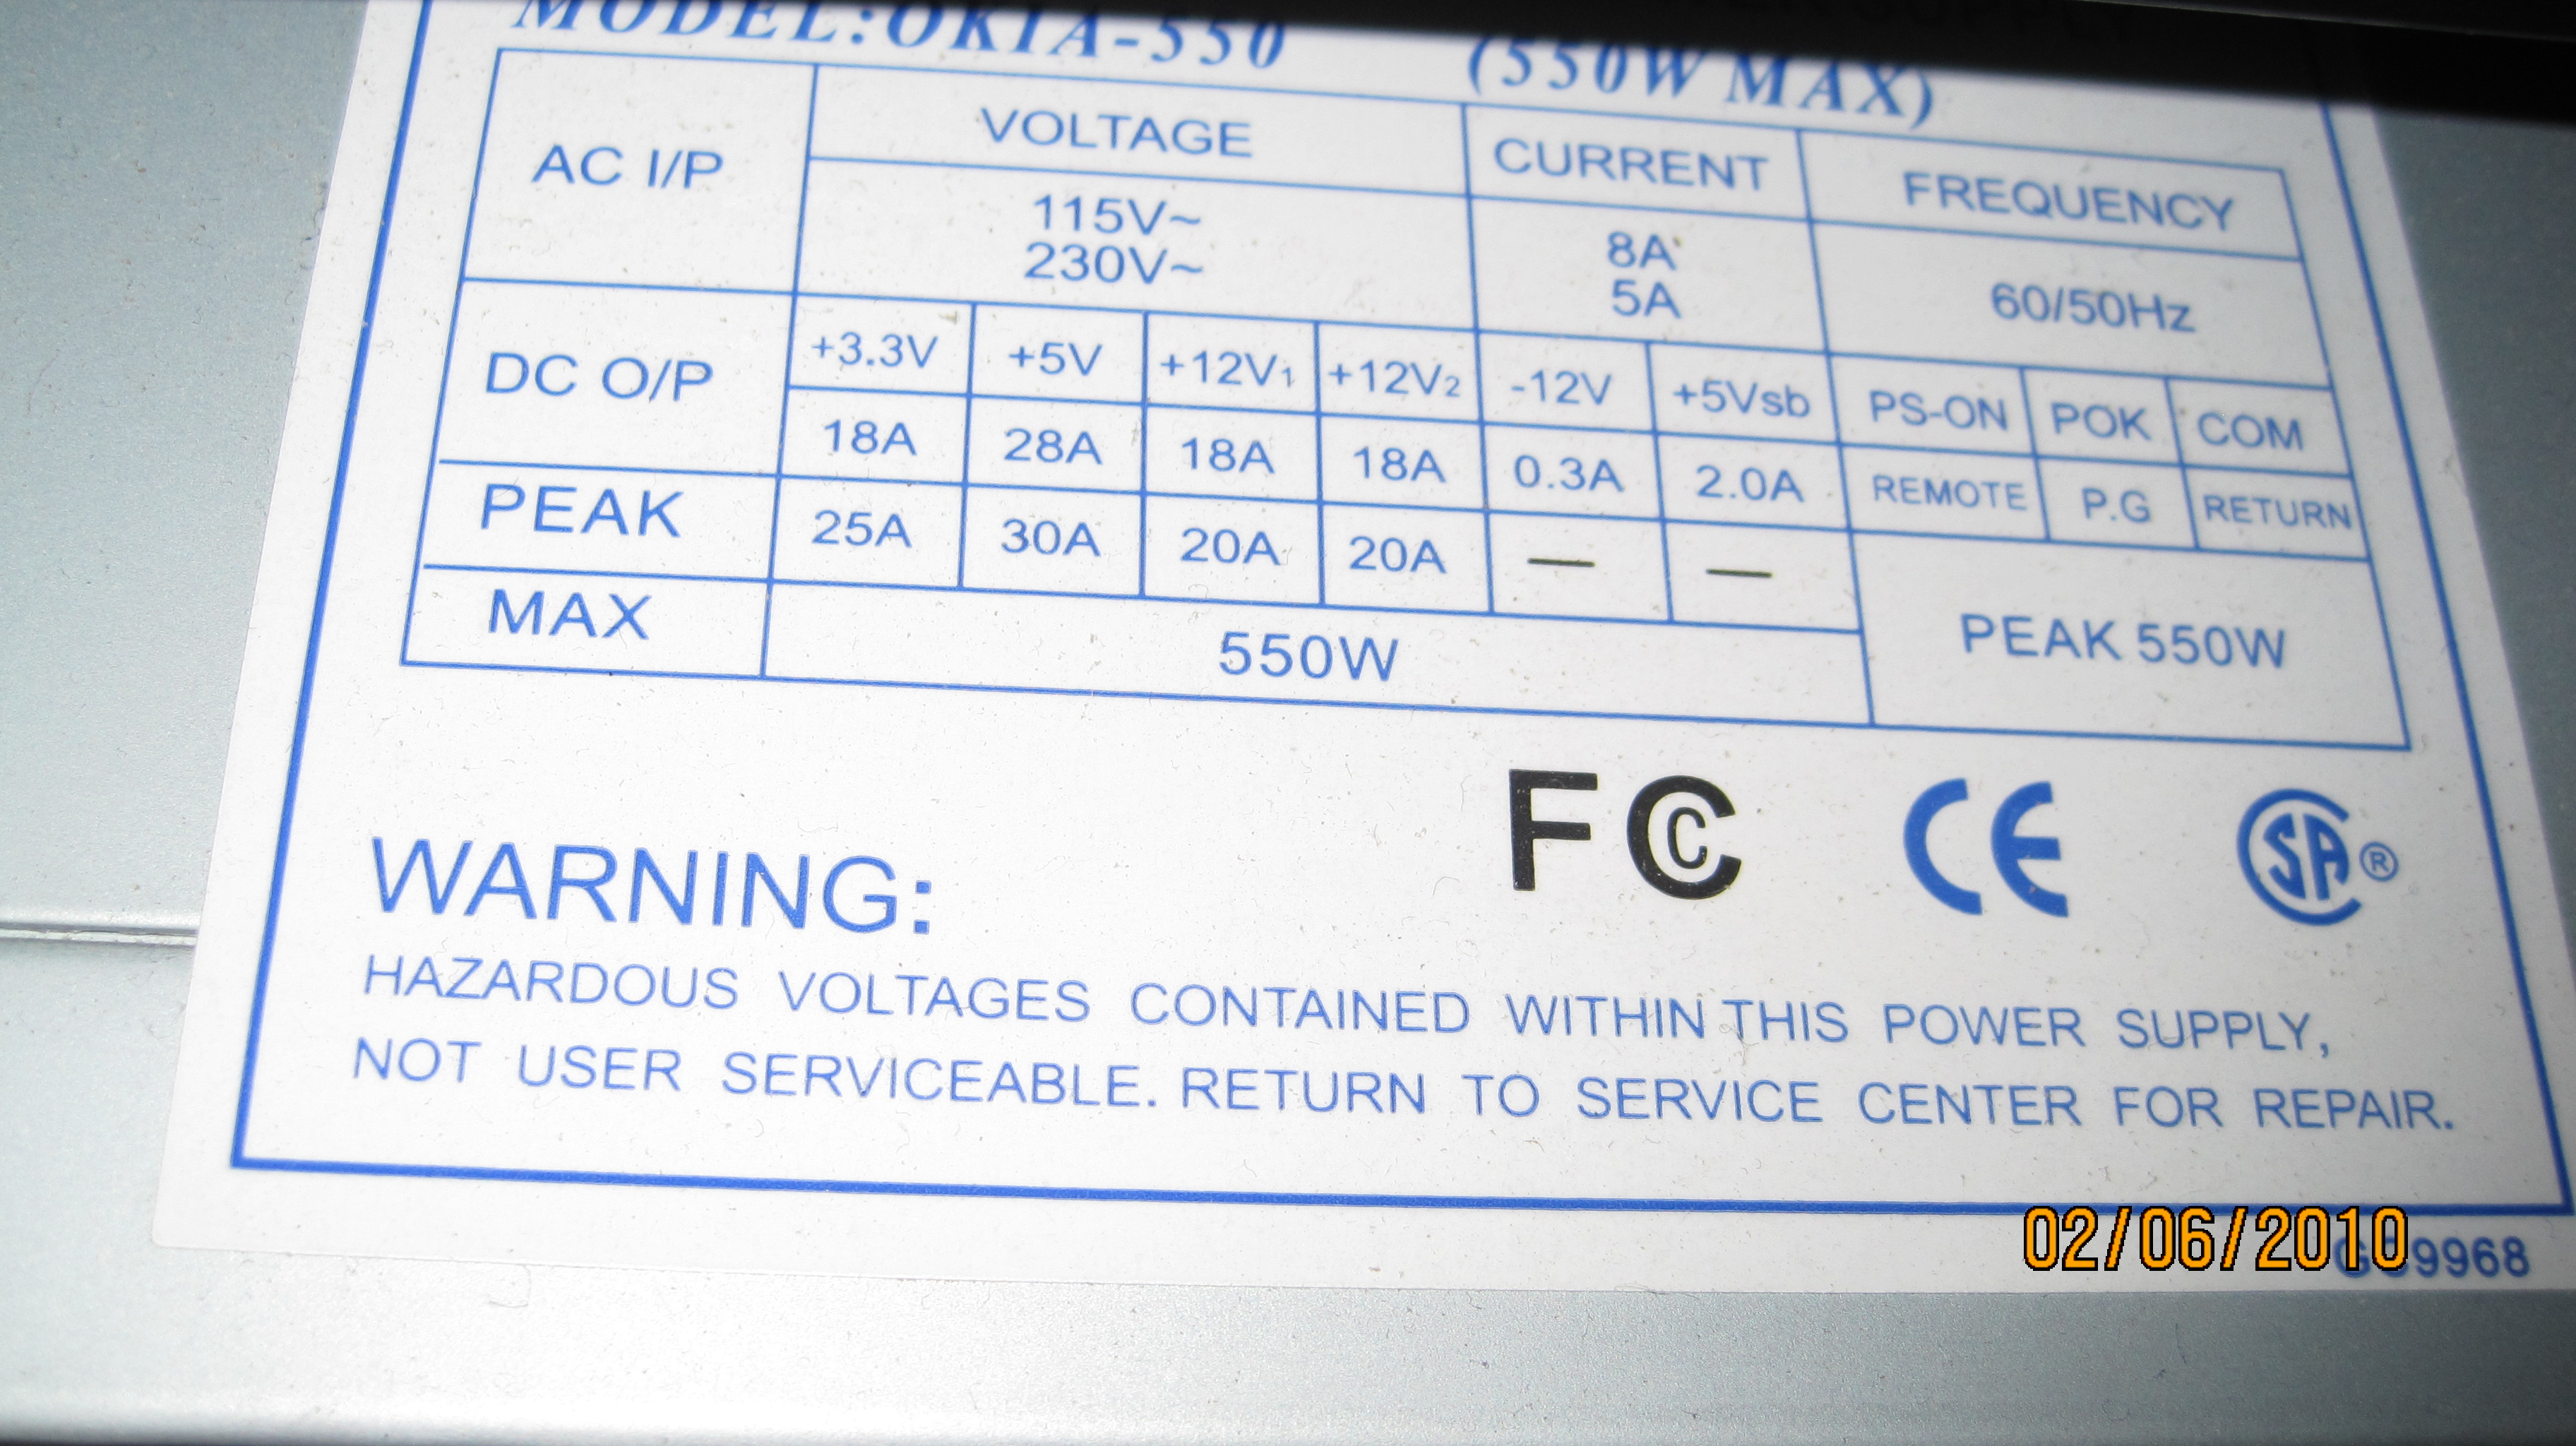 MODEL:OKIA-550 (550W MAX)
AC I/P VOLTAGE CURRENT FREQUENCY
115V~ 8A 60/50Hz
230V~ 5A
DC O/P +3.3V +5V +12V1 +12V2 -12V +5Vsb PS-ON POK COM
18A 28A 18A 18A 0.3A 2.0A REMOTE P.G RETURN
PEAK 25A 30A 20A 20A — —
MAX 550W PEAK 550W
FCC CE SA®
WARNING:
HAZARDOUS VOLTAGES CONTAINED WITHIN THIS POWER SUPPLY,
NOT USER SERVICEABLE. RETURN TO SERVICE CENTER FOR REPAIR.
02/06/2010